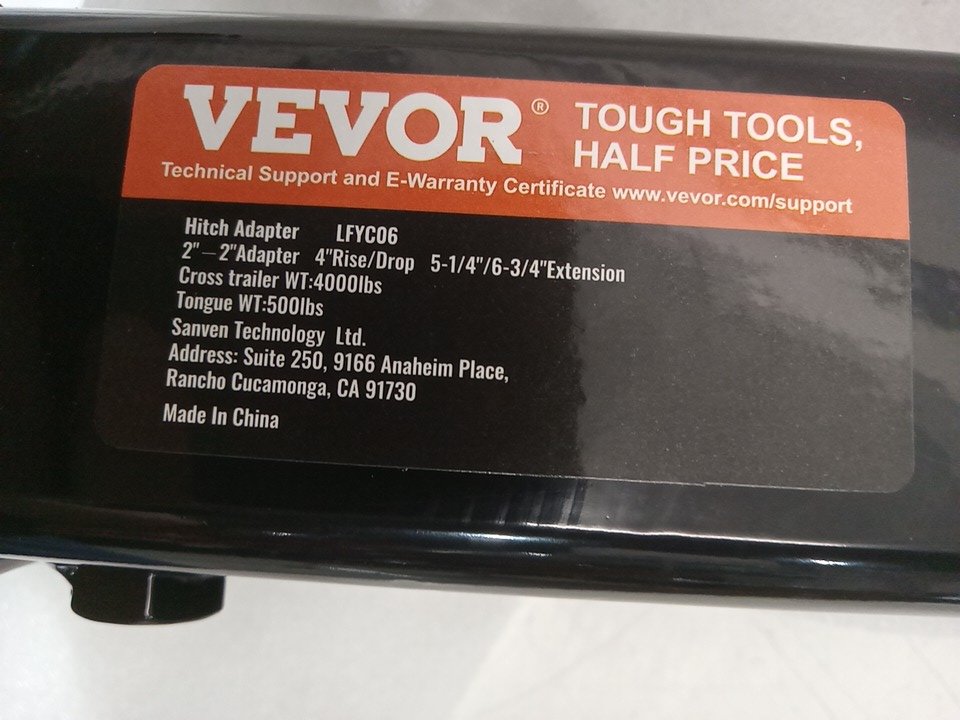 VEVOR® TOUGH TOOLS,
HALF PRICE
Technical Support and E-Warranty Certificate www.vevor.com/support
Hitch Adapter LFYC06
2"—2"Adapter 4"Rise/Drop 5-1/4"/6-3/4"Extension
Cross trailer WT:4000lbs
Tongue WT:500lbs
Sanven Technology Ltd.
Address: Suite 250, 9166 Anaheim Place,
Rancho Cucamonga, CA 91730
Made In China